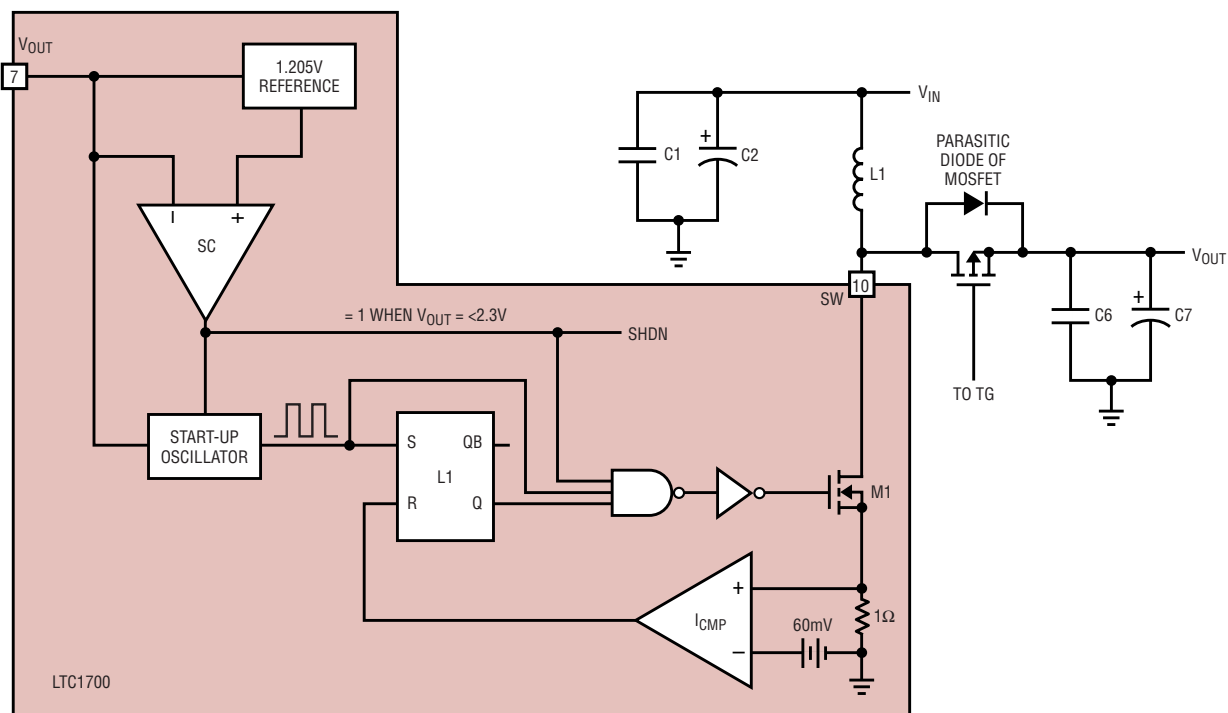 VOUT
7
1.205V
REFERENCE
VIN
C1
+
C2
L1
PARASITIC
DIODE OF
MOSFET
VOUT
– +
SC
SW
10
+
C6
C7
TO TG
= 1 WHEN VOUT = <2.3V
SHDN
START-UP
OSCILLATOR
S
QB
L1
R
Q
M1
+
ICMP
–
60mV
1Ω
LTC1700